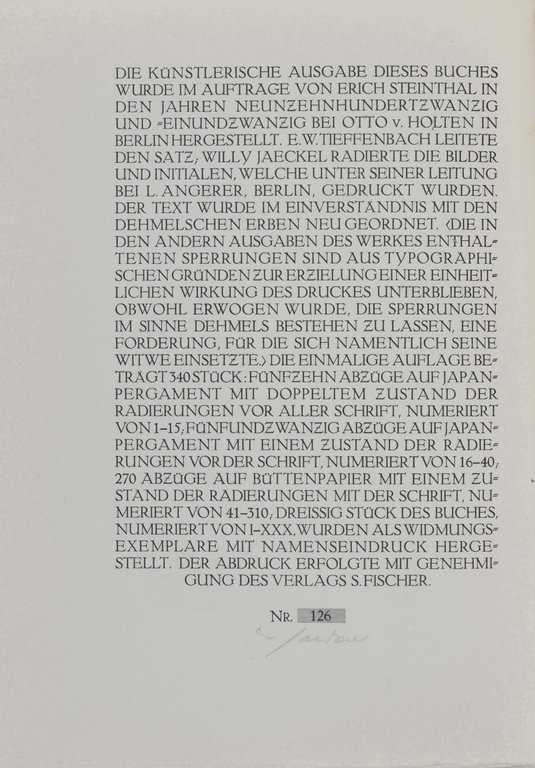 DIE KÜNSTLERISCHE AUSGABE DIESES BUCHES
WURDE IM AUFTRAGE VON ERICH STEINTHAL IN
DEN JAHREN NEUNZEHNHUNDERTZWANZIG
UND =EINUNDZWANZIG BEI OTTO v. HOLTEN IN
BERLIN HERGESTELLT. E.W. TIEFFENBACH LEITETE
DEN SATZ; WILLY JAECKEL RADIERTE DIE BILDER
UND INITIALEN, WELCHE UNTER SEINER LEITUNG
BEI L. ANGERER, BERLIN, GEDRUCKT WURDEN.
DER TEXT WURDE IM EINVERSTÄNDNIS MIT DEN
DEHMELSCHEN ERBEN NEU GEORDNET. ⟨DIE IN
DEN ANDERN AUSGABEN DES WERKES ENTHAL=
TENEN SPERRUNGEN SIND AUS TYPOGRAPHI=
SCHEN GRÜNDEN ZUR ERZIELUNG EINER EINHEIT=
LICHEN WIRKUNG DES DRUCKES UNTERBLIEBEN,
OBWOHL ERWOGEN WURDE, DIE SPERRUNGEN
IM SINNE DEHMELS BESTEHEN ZU LASSEN, EINE
FORDERUNG, FÜR DIE SICH NAMENTLICH SEINE
WITWE EINSETZTE.⟩ DIE EINMALIGE AUFLAGE BE=
TRÄGT 340 STÜCK: FÜNFZEHN ABZÜGE AUF JAPAN=
PERGAMENT MIT DOPPELTEM ZUSTAND DER
RADIERUNGEN VOR ALLER SCHRIFT, NUMERIERT
VON 1–15; FÜNFUNDZWANZIG ABZÜGE AUF JAPAN=
PERGAMENT MIT EINEM ZUSTAND DER RADIE=
RUNGEN VOR DER SCHRIFT, NUMERIERT VON 16–40;
270 ABZÜGE AUF BÜTTENPAPIER MIT EINEM ZU=
STAND DER RADIERUNGEN MIT DER SCHRIFT, NU=
MERIERT VON 41–310; DREISSIG STÜCK DES BUCHES,
NUMERIERT VON I–XXX, WURDEN ALS WIDMUNGS=
EXEMPLARE MIT NAMENSEINDRUCK HERGE=
STELLT. DER ABDRUCK ERFOLGTE MIT GENEHMI=
GUNG DES VERLAGS S. FISCHER.
NR. 126